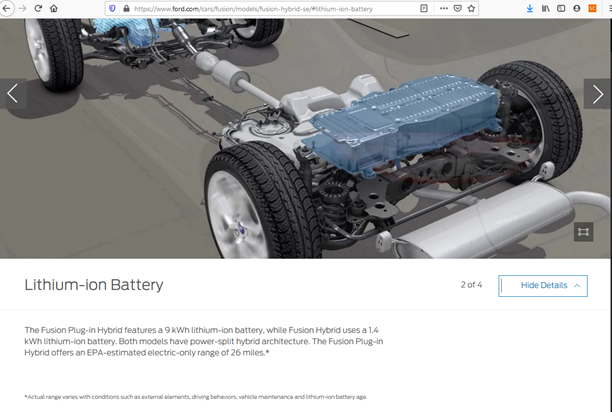 https://www.ford.com/cars/fusion/models/fusion-hybrid-se/#lithium-ion-battery
Lithium-ion Battery
2 of 4
Hide Details
The Fusion Plug-in Hybrid features a 9 kWh lithium-ion battery, while Fusion Hybrid uses a 1.4
kWh lithium-ion battery. Both models have power-split hybrid architecture. The Fusion Plug-in
Hybrid offers an EPA-estimated electric-only range of 26 miles.*
*Actual range varies with conditions such as external elements, driving behaviors, vehicle maintenance and lithium-ion battery age.